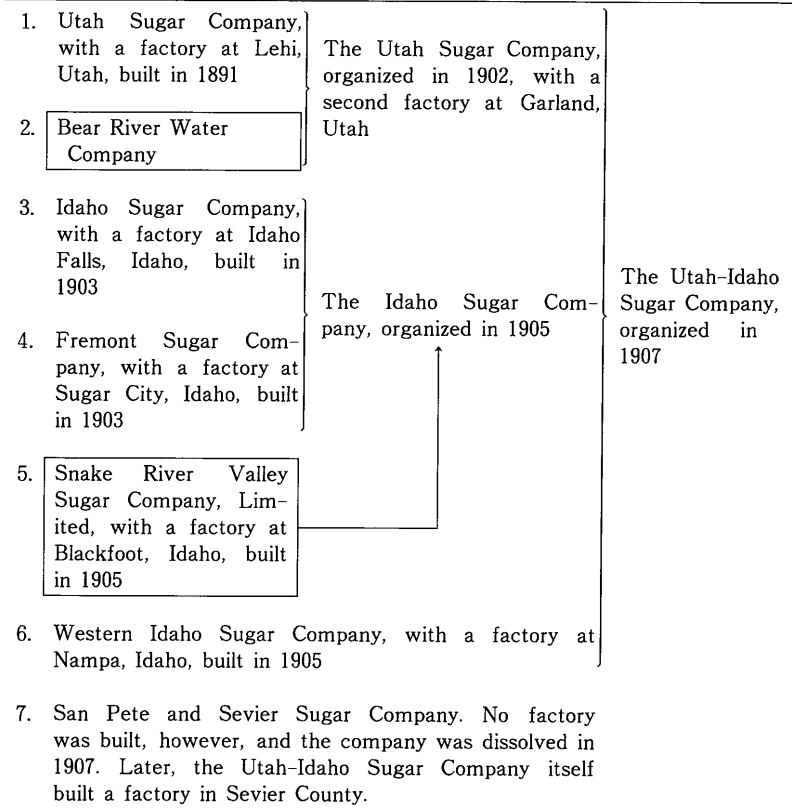 1. Utah Sugar Company,
with a factory at Lehi,
Utah, built in 1891
The Utah Sugar Company,
organized in 1902, with a
second factory at Garland,
Utah
2. Bear River Water
Company
3. Idaho Sugar Company,
with a factory at Idaho
Falls, Idaho, built in
1903
4. Fremont Sugar Com-
pany, with a factory at
Sugar City, Idaho, built
in 1903
The Idaho Sugar Com-
pany, organized in 1905
The Utah-Idaho
Sugar Company,
organized in
1907
5. Snake River Valley
Sugar Company, Lim-
ited, with a factory at
Blackfoot, Idaho, built
in 1905
6. Western Idaho Sugar Company, with a factory at
Nampa, Idaho, built in 1905
7. San Pete and Sevier Sugar Company. No factory
was built, however, and the company was dissolved in
1907. Later, the Utah-Idaho Sugar Company itself
built a factory in Sevier County.